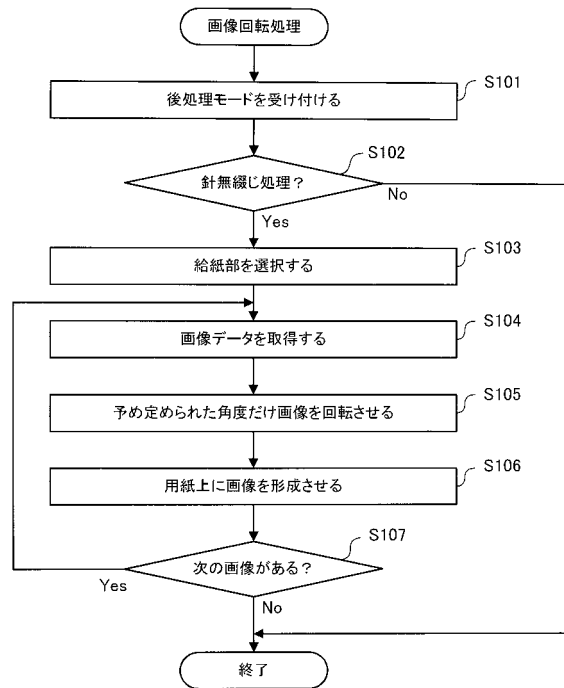 画像回転処理
S101
後処理モードを受け付ける
S102
針無綴じ処理？
No
Yes
S103
給紙部を選択する
S104
画像データを取得する
S105
予め定められた角度だけ画像を回転させる
S106
用紙上に画像を形成させる
S107
次の画像がある？
Yes
No
終了